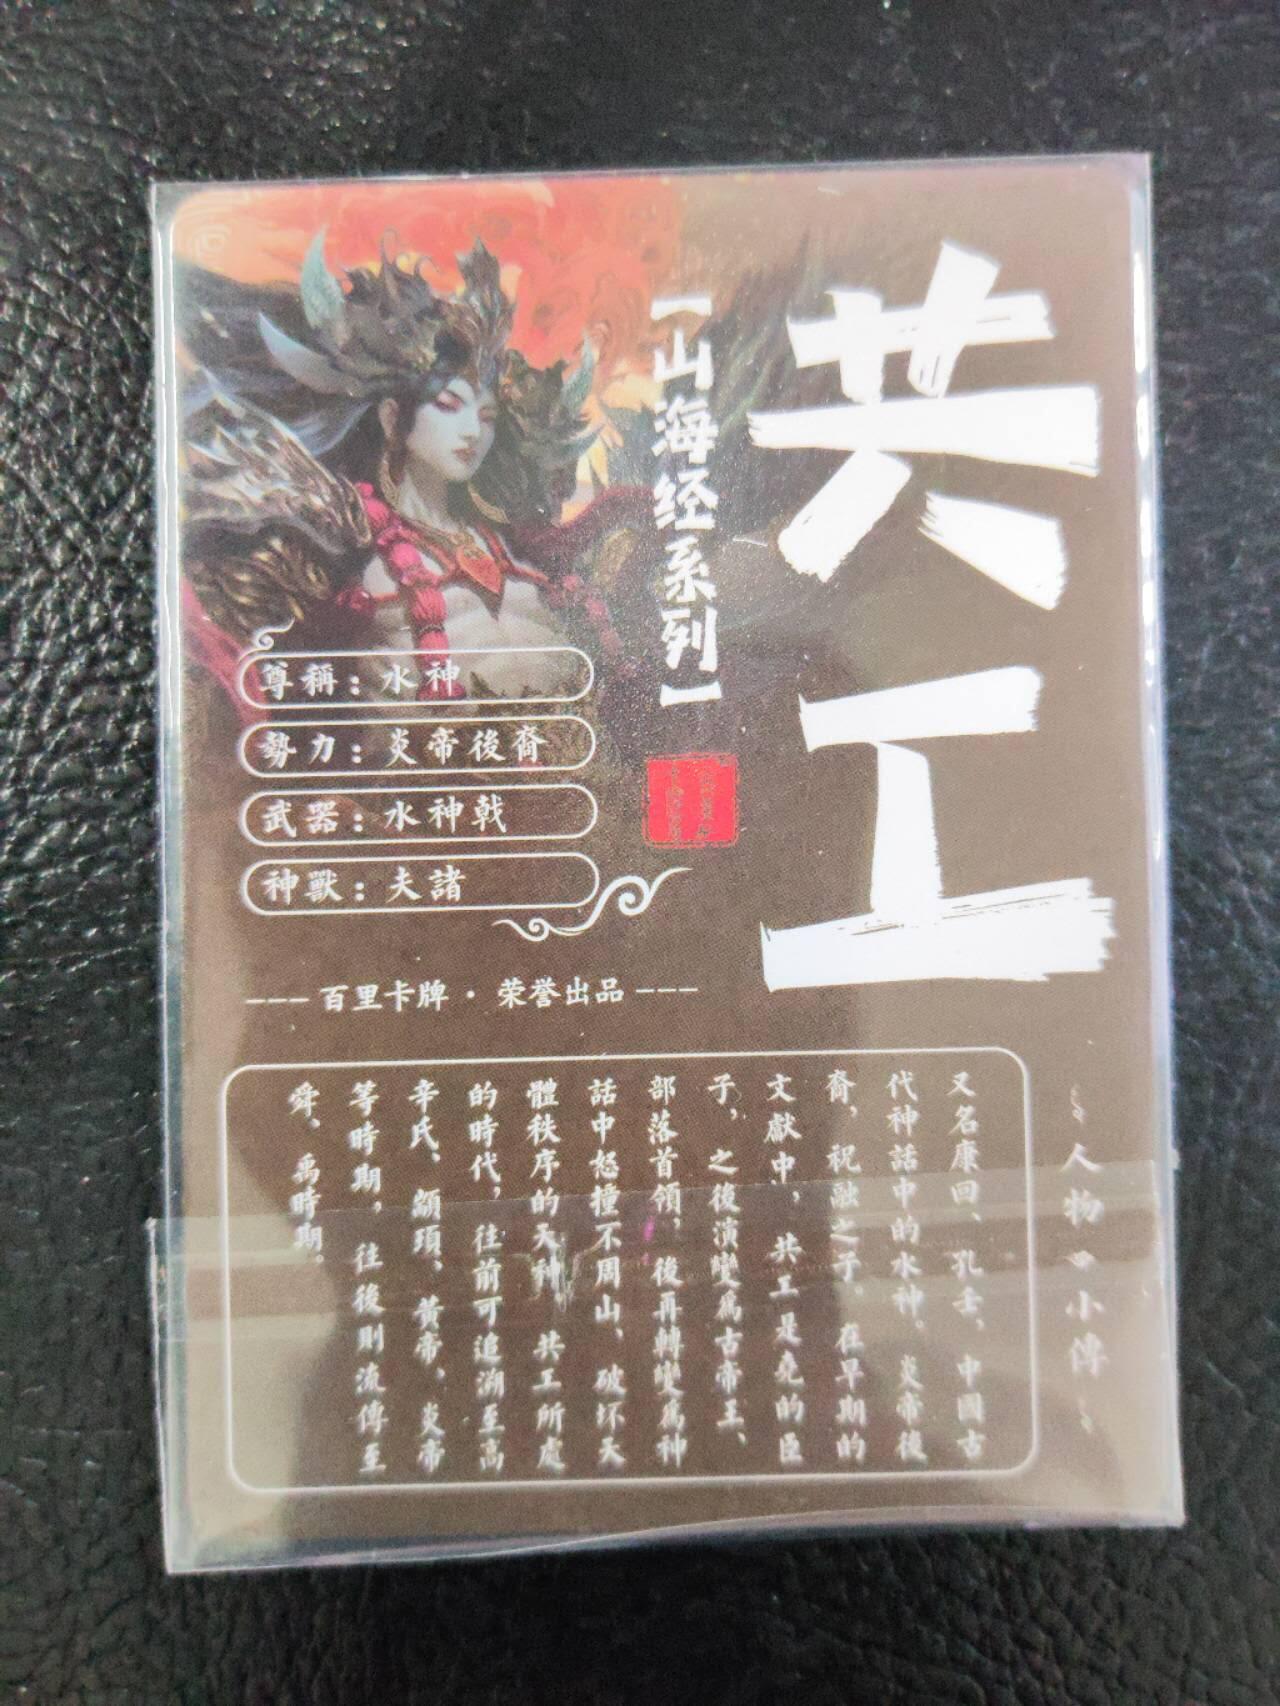 共工
【山海经系列】
尊稱：水神
勢力：炎帝後裔
武器：水神戟
神獸：夫諸
--- 百里卡牌 · 荣誉出品 ---
人物小傳
又名康回、孔壬，中國古
代神話中的水神。炎帝後
裔，祝融之子。在早期的
文獻中，共工是堯的臣
子，之後演變為古帝王、
部落首領，後再轉變為神
話中怒撞不周山、破坏天
體秩序的天神。共工所處
的時代，往前可追溯至高
辛氏、顓頊、黃帝、炎帝
等時期，往後則流傳至
舜、禹時期。